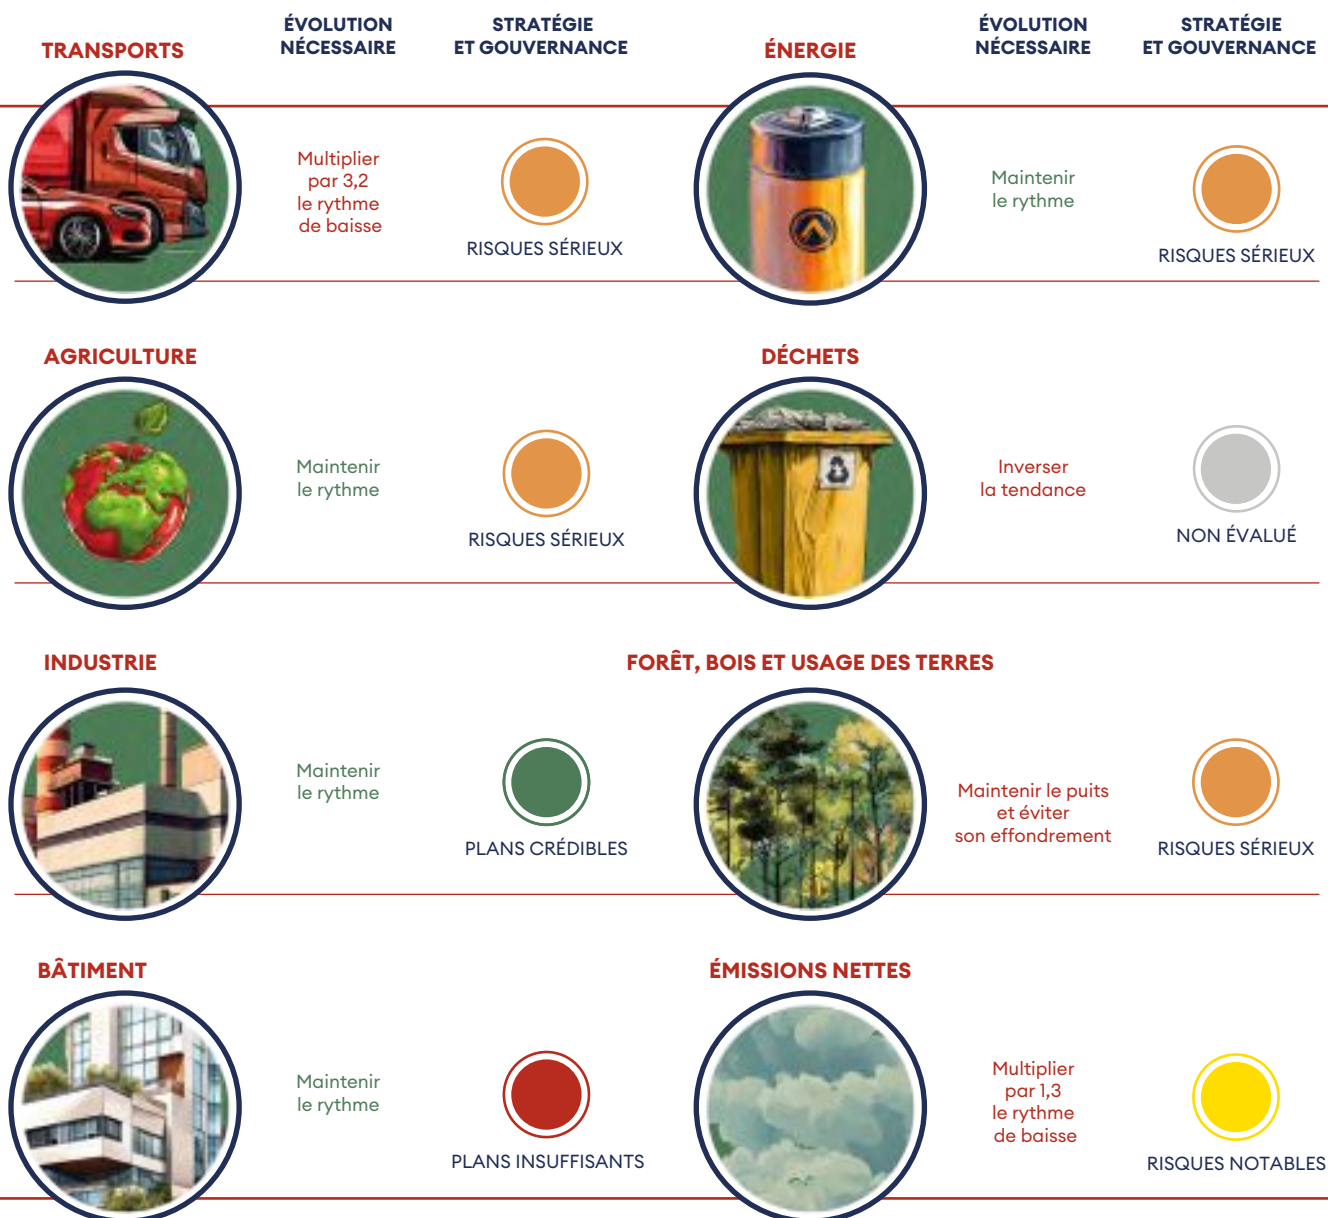 TRANSPORTS
ÉVOLUTION
NÉCESSAIRE
STRATÉGIE
ET GOUVERNANCE
Multiplier
par 3,2
le rythme
de baisse
RISQUES SÉRIEUX
ÉNERGIE
ÉVOLUTION
NÉCESSAIRE
STRATÉGIE
ET GOUVERNANCE
Maintenir
le rythme
RISQUES SÉRIEUX
AGRICULTURE
Maintenir
le rythme
RISQUES SÉRIEUX
DÉCHETS
Inverser
la tendance
NON ÉVALUÉ
INDUSTRIE
Maintenir
le rythme
PLANS CRÉDIBLES
FORÊT, BOIS ET USAGE DES TERRES
Maintenir le puits
et éviter
son effondrement
RISQUES SÉRIEUX
BÂTIMENT
Maintenir
le rythme
PLANS INSUFFISANTS
ÉMISSIONS NETTES
Multiplier
par 1,3
le rythme
de baisse
RISQUES NOTABLES